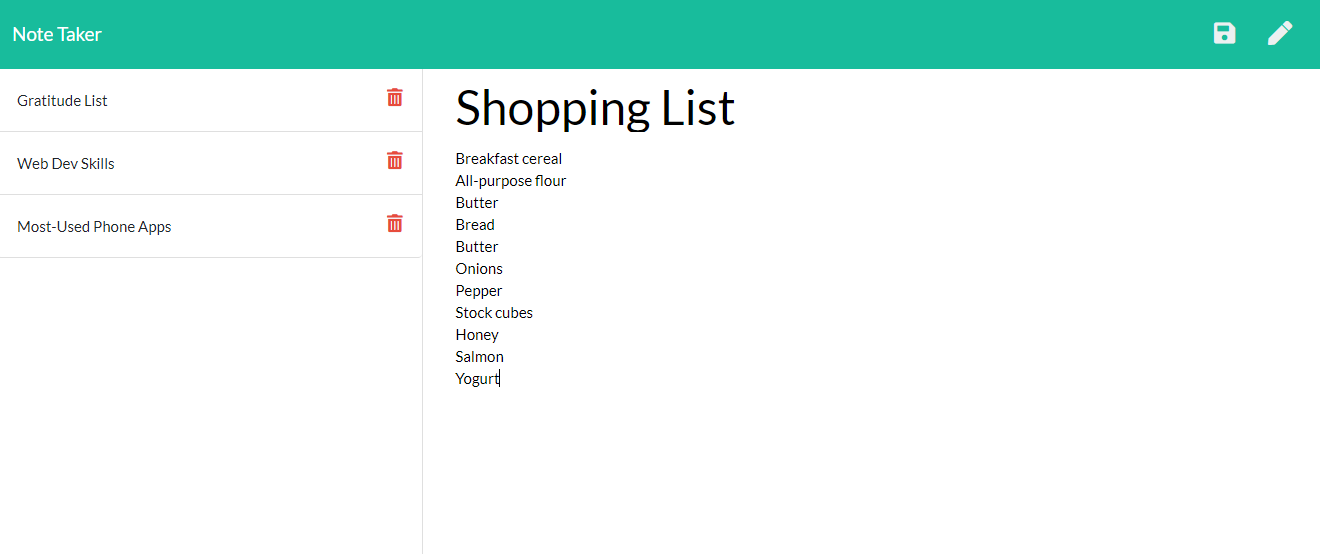 Note Taker
Gratitude List
Web Dev Skills
Most-Used Phone Apps
Shopping List
Breakfast cereal
All-purpose flour
Butter
Bread
Butter
Onions
Pepper
Stock cubes
Honey
Salmon
Yogurt